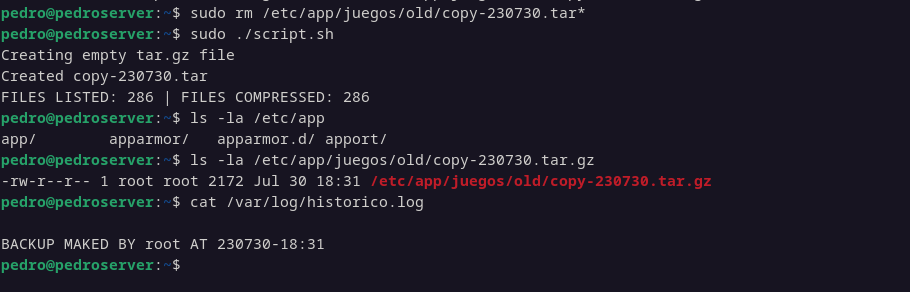 pedro@pedroserver:~$ sudo rm /etc/app/juegos/old/copy-230730.tar*
pedro@pedroserver:~$ sudo ./script.sh
Creating empty tar.gz file
Created copy-230730.tar
FILES LISTED: 286 | FILES COMPRESSED: 286
pedro@pedroserver:~$ ls -la /etc/app
app/        apparmor/   apparmor.d/ apport/
pedro@pedroserver:~$ ls -la /etc/app/juegos/old/copy-230730.tar.gz
-rw-r--r-- 1 root root 2172 Jul 30 18:31 /etc/app/juegos/old/copy-230730.tar.gz
pedro@pedroserver:~$ cat /var/log/historico.log
BACKUP MAKED BY root AT 230730-18:31
pedro@pedroserver:~$